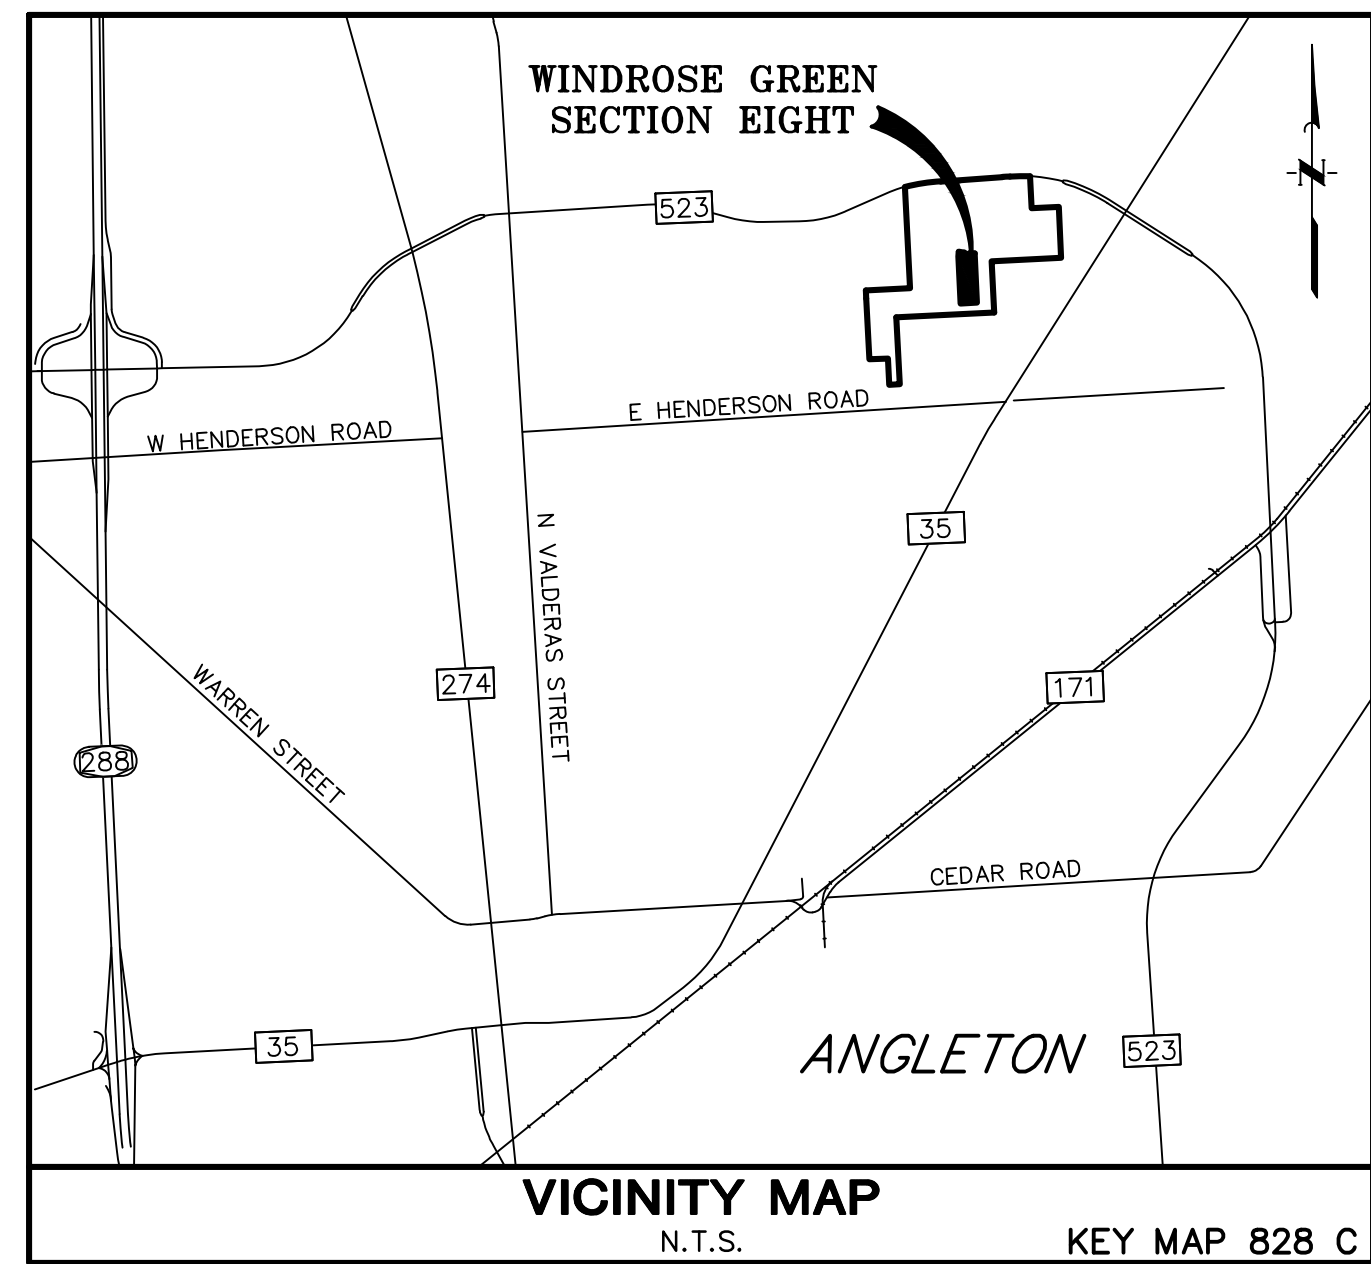 WINDROSE GREEN
SECTION EIGHT
N
523
E HENDERSON ROAD
W HENDERSON ROAD
35
N VALDERAS STREET
274
171
WARREN STREET
288
CEDAR ROAD
35
ANGLETON
523
VICINITY MAP
N.T.S.
KEY MAP 828 C